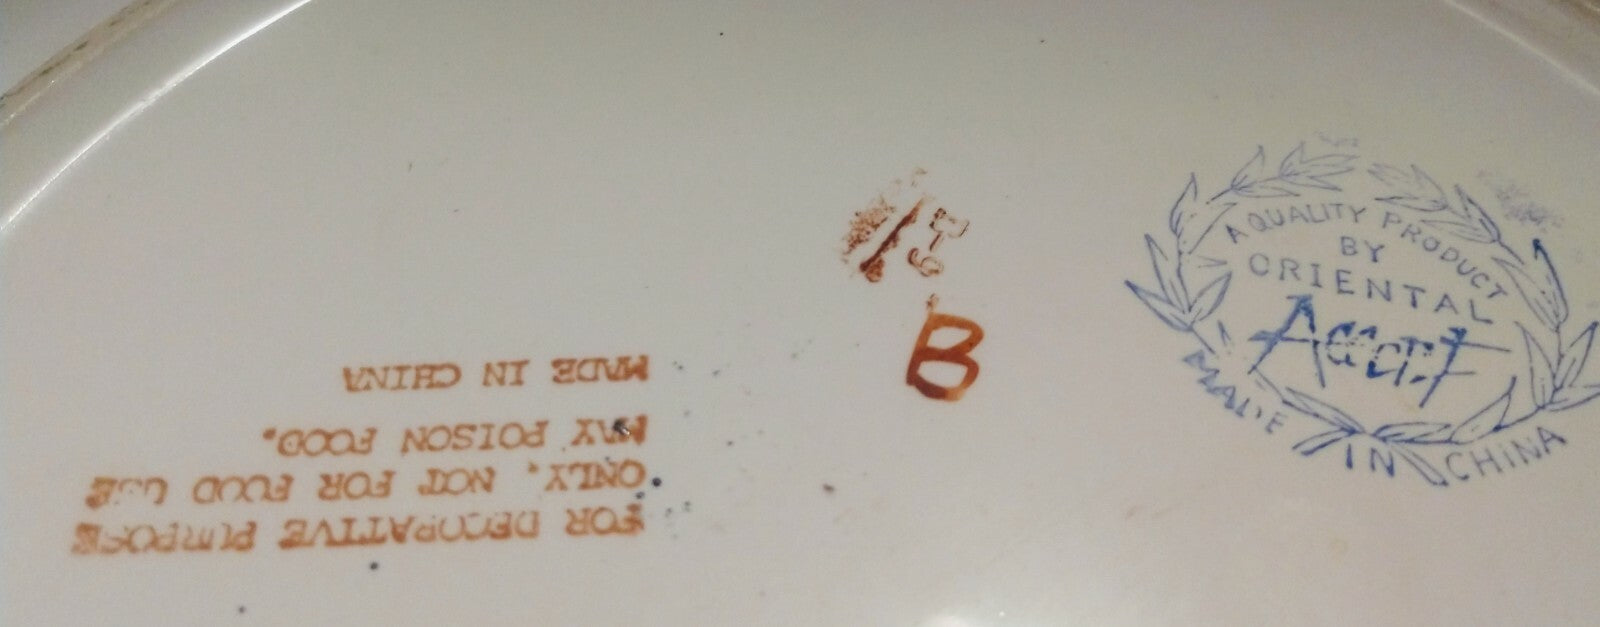 A QUALITY PRODUCT
BY
ORIENTAL
Accent
MADE IN CHINA
B
FOR DECORATIVE PURPOSE
ONLY. NOT FOR FOOD USE
MAY POISON FOOD.
MADE IN CHINA